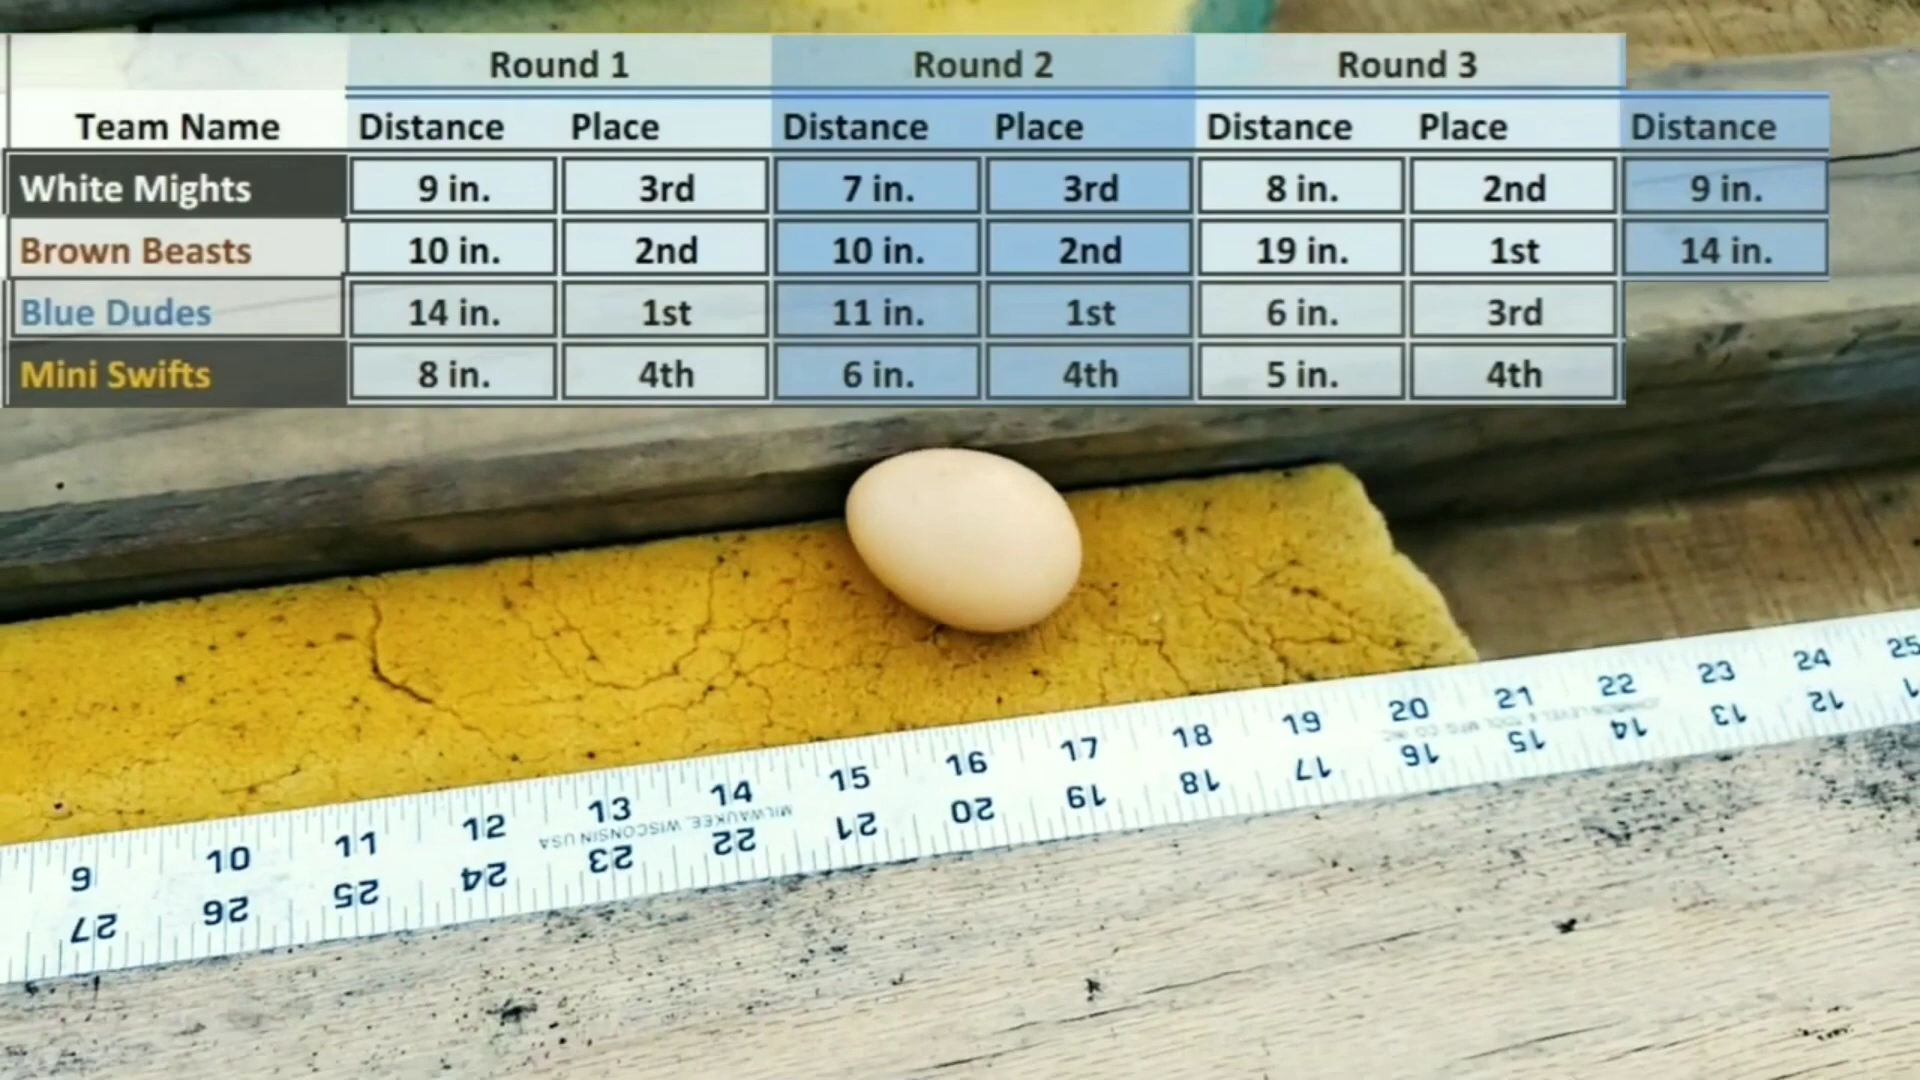 Round 1 Round 2 Round 3
Team Name Distance Place Distance Place Distance Place Distance
White Mights 9 in. 3rd 7 in. 3rd 8 in. 2nd 9 in.
Brown Beasts 10 in. 2nd 10 in. 2nd 19 in. 1st 14 in.
Blue Dudes 14 in. 1st 11 in. 1st 6 in. 3rd
Mini Swifts 8 in. 4th 6 in. 4th 5 in. 4th
9 10 11 12 13 14 15 16 17 18 19 20 21 22 23 24 25
MILWAUKEE, WISCONSIN USA
27 26 25 24 23 22 21 20 19 18 17 16 15 14 13 12